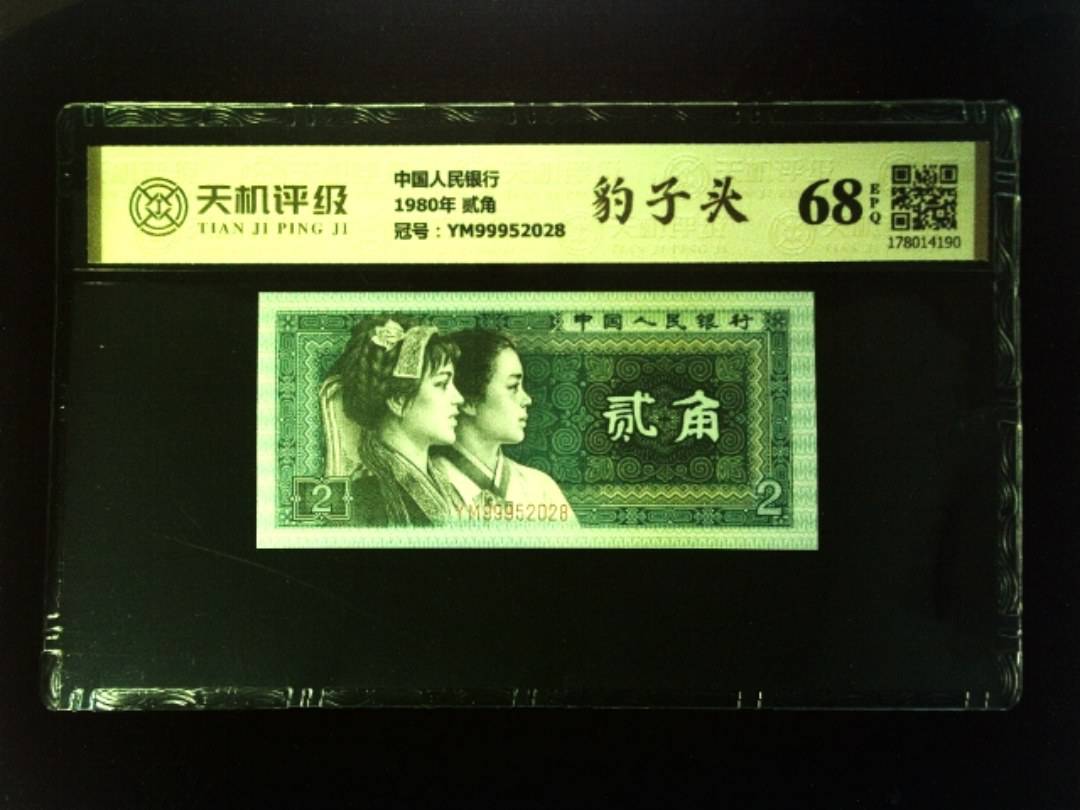 天机评级
TIAN JI PING JI
中国人民银行
1980年 贰角
冠号：YM99952028
豹子头
68
EPQ
178014190
中国人民银行
贰角
2
YM99952028
2